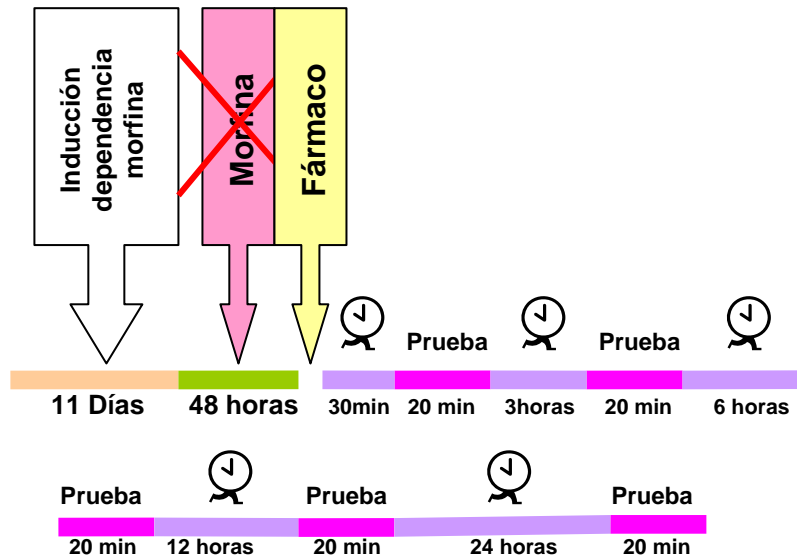 Inducción
dependencia
morfina
Morfina
Fármaco
Prueba
Prueba
11 Días
48 horas
30min
20 min
3horas
20 min
6 horas
Prueba
Prueba
Prueba
20 min
12 horas
20 min
24 horas
20 min